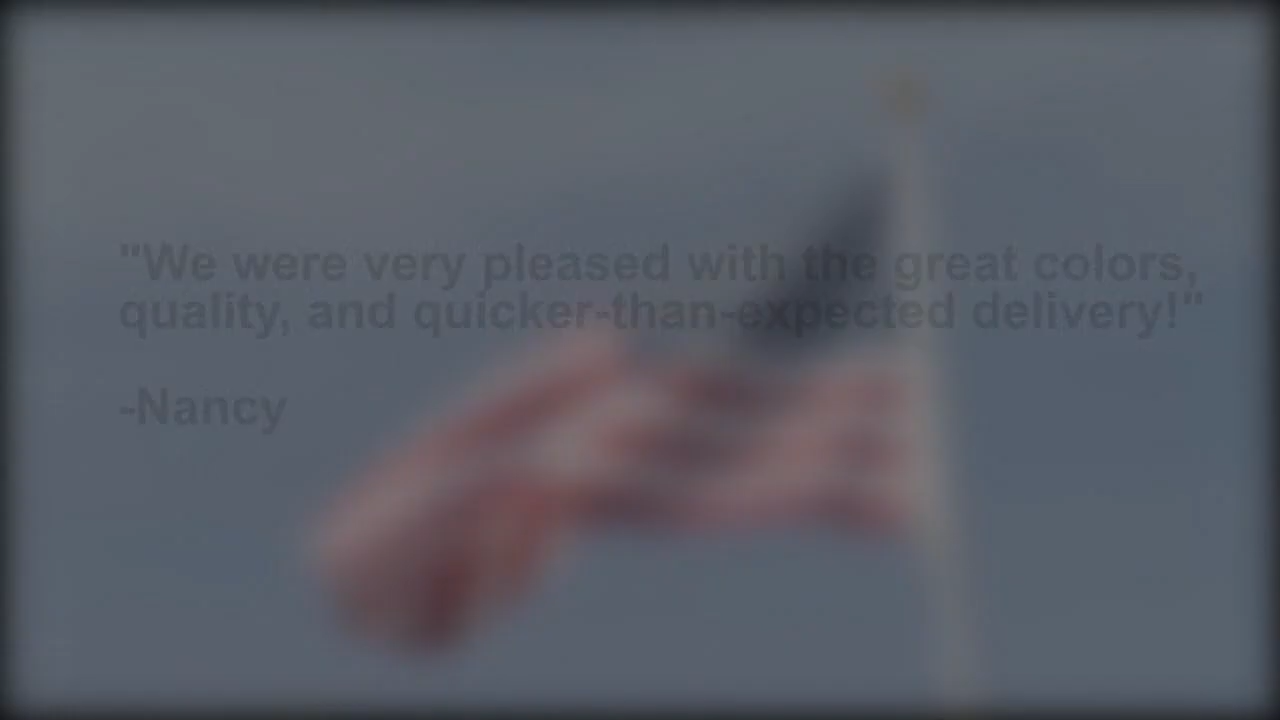 "We were very pleased with the great colors,
quality, and quicker-than-expected delivery!"
-Nancy